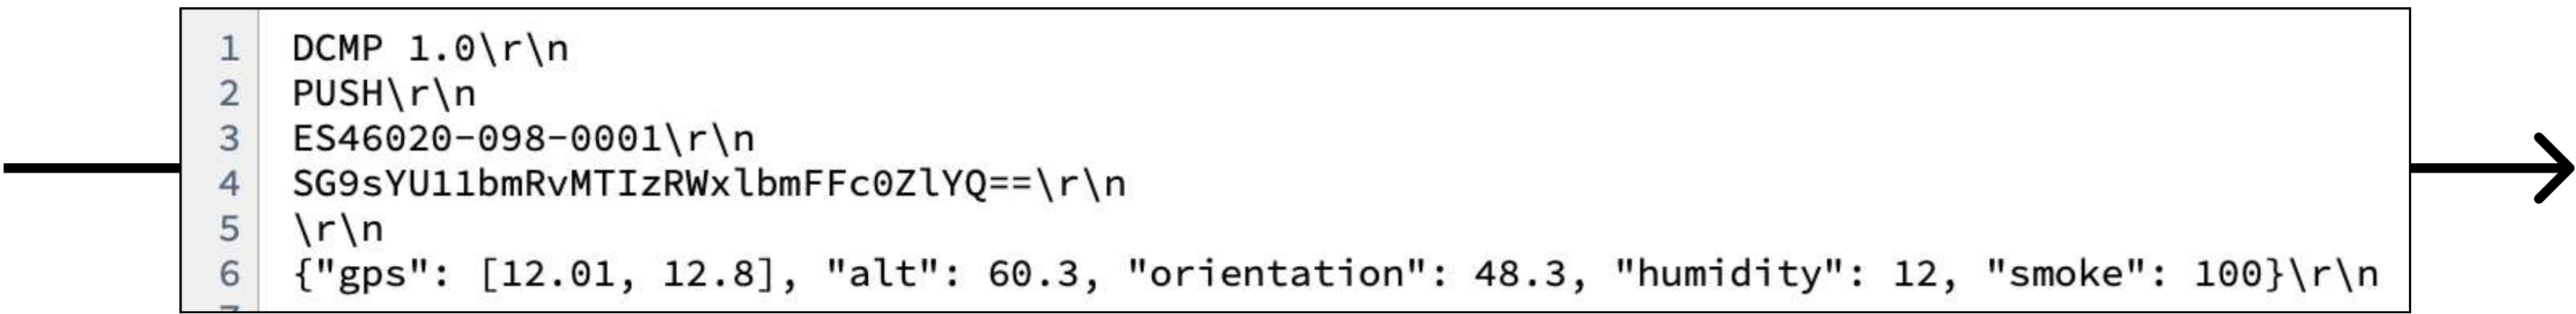 1 DCMP 1.0\r\n
2 PUSH\r\n
3 ES46020-098-0001\r\n
4 SG9sYU11bmRvMTIzRWxlbmFFc0ZlYQ==\r\n
5 \r\n
6 {"gps": [12.01, 12.8], "alt": 60.3, "orientation": 48.3, "humidity": 12, "smoke": 100}\r\n